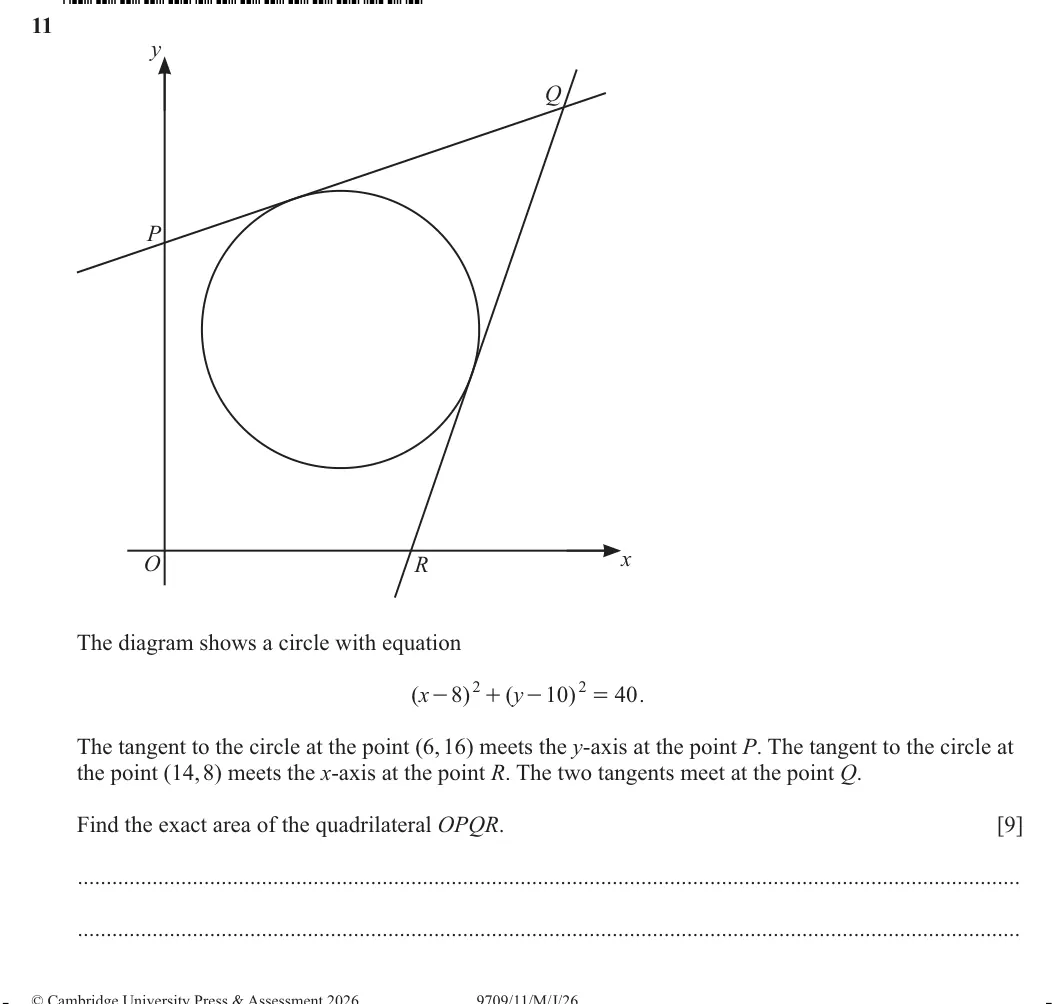 11
y
Q
P
O
R
x
The diagram shows a circle with equation
(x − 8)² + (y − 10)² = 40.
The tangent to the circle at the point (6, 16) meets the y-axis at the point P. The tangent to the circle at
the point (14, 8) meets the x-axis at the point R. The two tangents meet at the point Q.
Find the exact area of the quadrilateral OPQR. [9]
© Cambridge University Press & Assessment 2026 9709/11/M/J/26